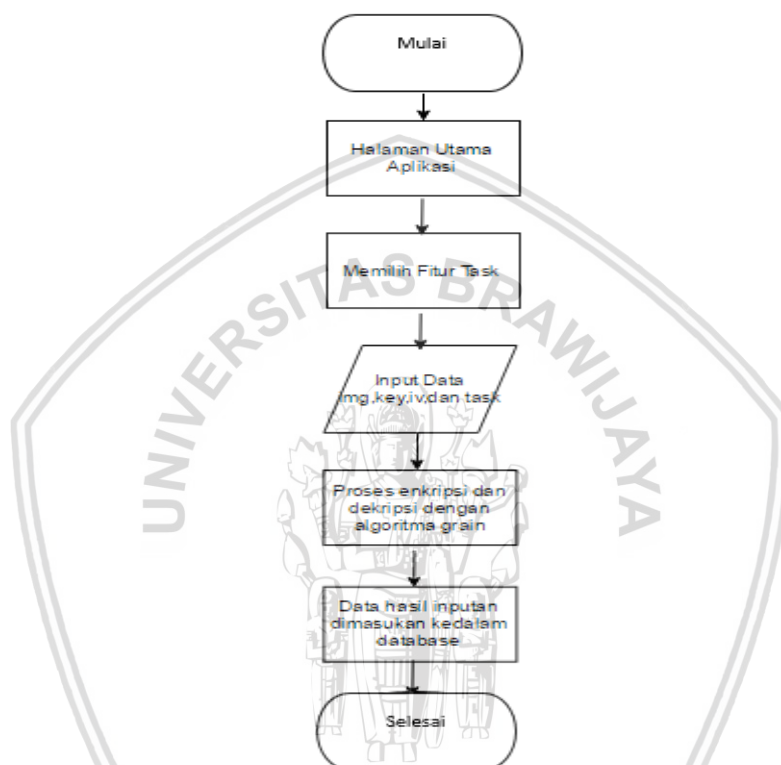 Mulai
Halaman Utama
Aplikasi
Memilih Fitur Task
UNIVERSITAS BRAWIJAYA
Input Data
img,key,iv,dan task
Proses enkripsi dan
dekripsi dengan
algoritma grain
Data hasil inputan
dimasukan kedalam
database
Selesai